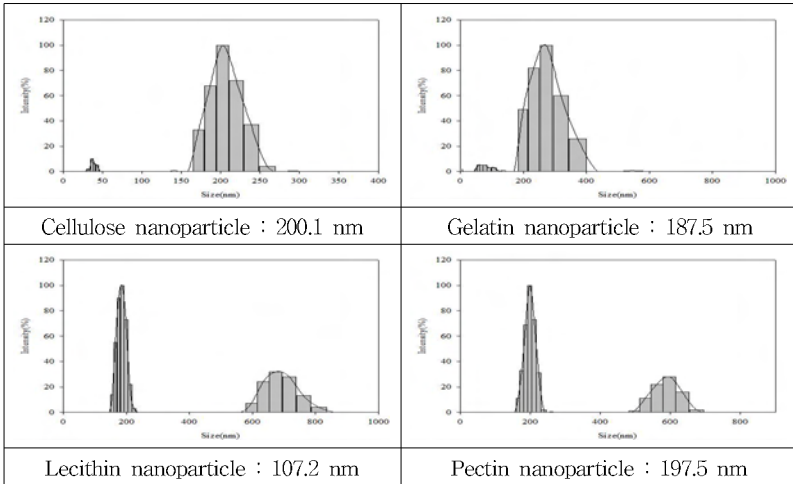 120
100
80
60
40
20
0
Intensity(%)
0 50 100 150 200 250 300 350 400
Size(nm)
120
100
80
60
40
20
0
Intensity(%)
0 200 400 600 800 1000
Size(nm)
Cellulose nanoparticle : 200.1 nm
Gelatin nanoparticle : 187.5 nm
120
100
80
60
40
20
0
Intensity(%)
0 200 400 600 800 1000
Size(nm)
120
100
80
60
40
20
0
Intensity(%)
0 200 400 600 800
Size(nm)
Lecithin nanoparticle : 107.2 nm
Pectin nanoparticle : 197.5 nm